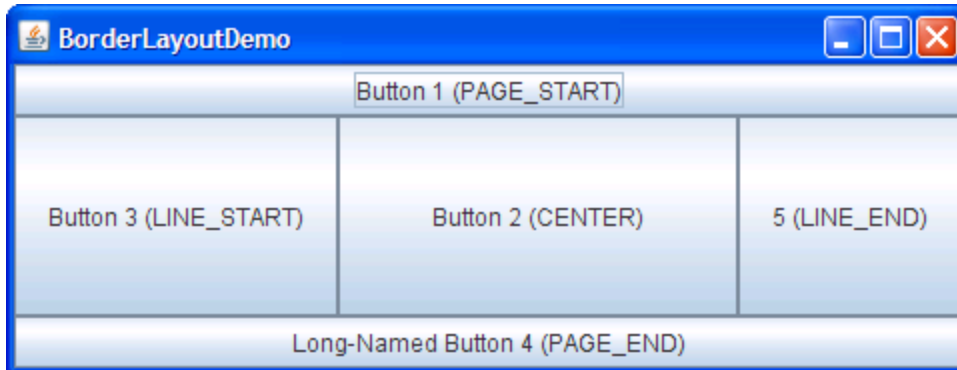 BorderLayoutDemo
Button 1 (PAGE_START)
Button 3 (LINE_START)
Button 2 (CENTER)
5 (LINE_END)
Long-Named Button 4 (PAGE_END)